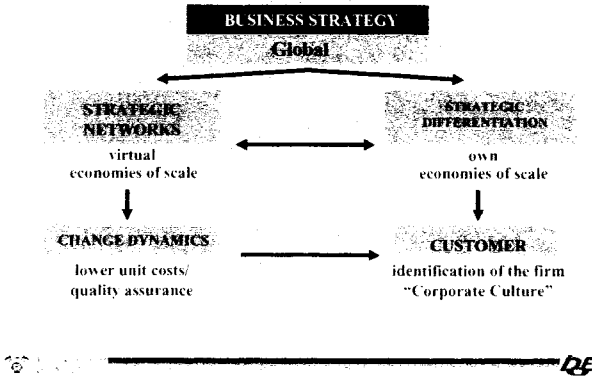 BUSINESS STRATEGY
Global
STRATEGIC
NETWORKS
virtual
economies of scale
STRATEGIC
DIFFERENTIATION
own
economies of scale
CHANGE DYNAMICS
lower unit costs/
quality assurance
CUSTOMER
identification of the firm
“Corporate Culture”